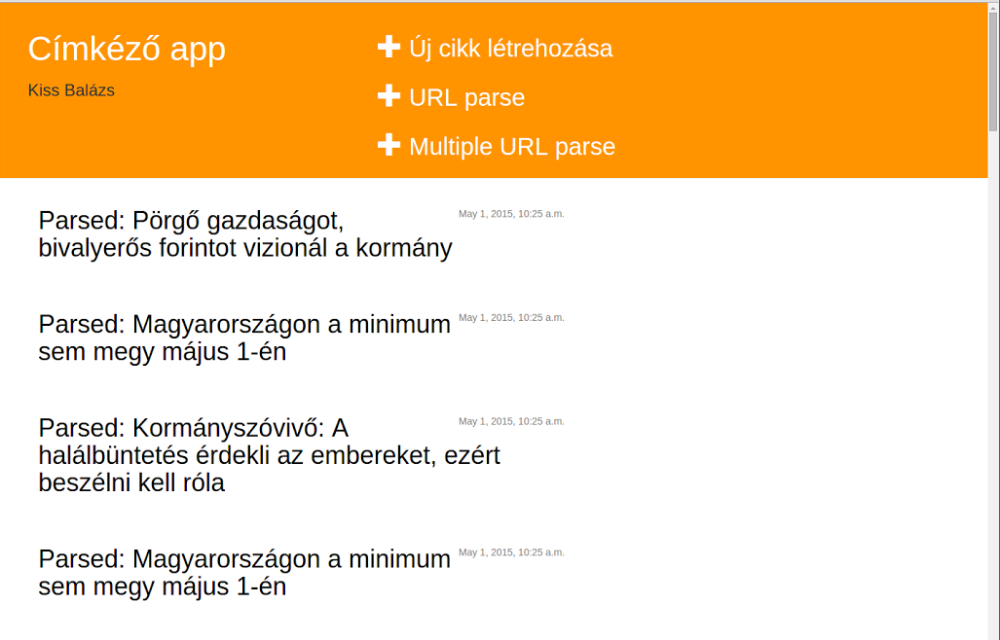 Címkéző app
Kiss Balázs
Új cikk létrehozása
URL parse
Multiple URL parse
Parsed: Pörgő gazdaságot,
bivalyerős forintot vizionál a kormány
May 1, 2015, 10:25 a.m.
Parsed: Magyarországon a minimum
sem megy május 1-én
May 1, 2015, 10:25 a.m.
Parsed: Kormányszóvivő: A
halálbüntetés érdekli az embereket, ezért
beszélni kell róla
May 1, 2015, 10:25 a.m.
Parsed: Magyarországon a minimum
sem megy május 1-én
May 1, 2015, 10:25 a.m.